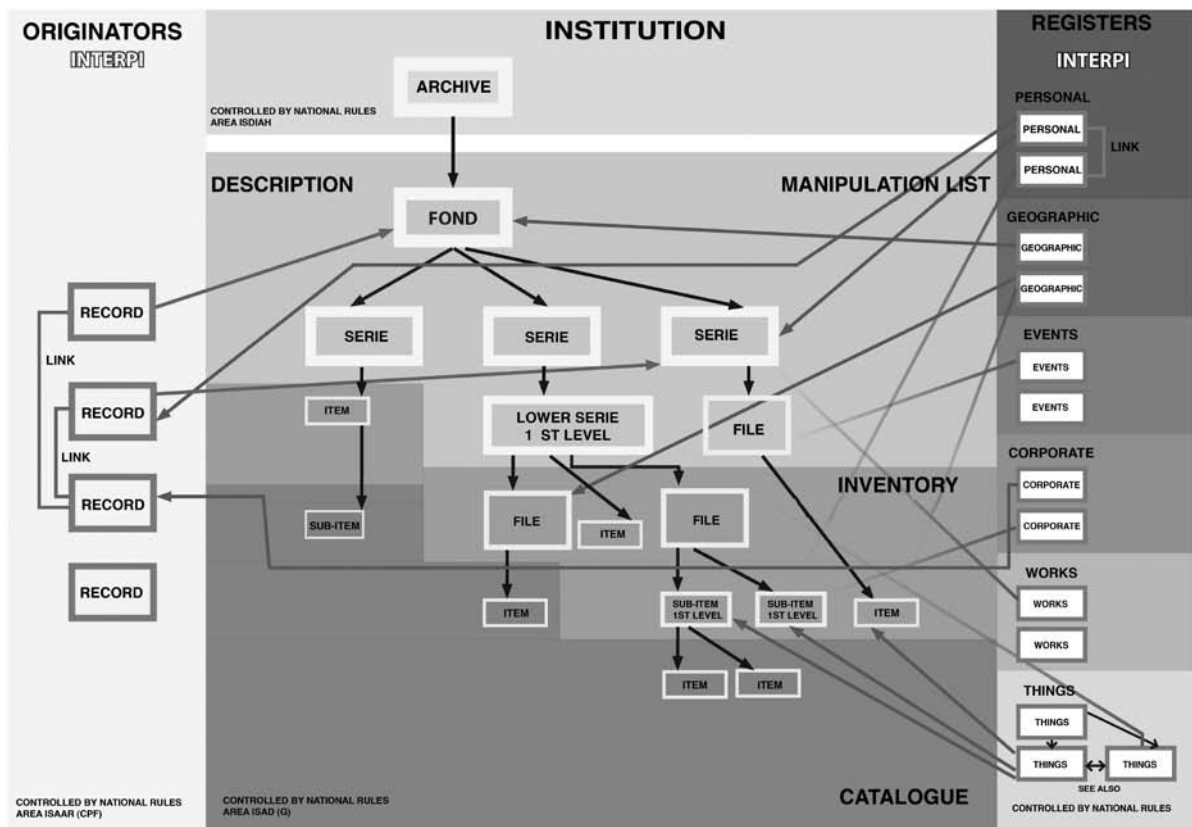 ORIGINATORS
INTERPI
RECORD
LINK
RECORD
LINK
RECORD
RECORD
CONTROLLED BY NATIONAL RULES
AREA ISAAR (CPF)
INSTITUTION
ARCHIVE
CONTROLLED BY NATIONAL RULES
AREA ISDIAH
DESCRIPTION
MANIPULATION LIST
FOND
SERIE
SERIE
SERIE
ITEM
LOWER SERIE
1 ST LEVEL
FILE
INVENTORY
SUB-ITEM
FILE
ITEM
FILE
ITEM
SUB-ITEM
1ST LEVEL
SUB-ITEM
1ST LEVEL
ITEM
ITEM
ITEM
CATALOGUE
CONTROLLED BY NATIONAL RULES
AREA ISAD (G)
REGISTERS
INTERPI
PERSONAL
PERSONAL
LINK
PERSONAL
GEOGRAPHIC
GEOGRAPHIC
GEOGRAPHIC
EVENTS
EVENTS
EVENTS
CORPORATE
CORPORATE
CORPORATE
WORKS
WORKS
WORKS
THINGS
THINGS
THINGS
THINGS
SEE ALSO
CONTROLLED BY NATIONAL RULES